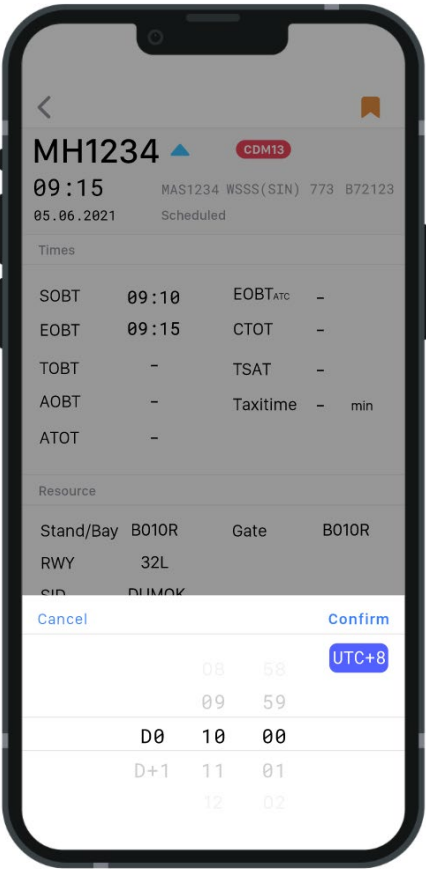 MH1234 CDM13
09:15 MAS1234 WSSS(SIN) 773 B72123
05.06.2021 Scheduled
Times
SOBT 09:10 EOBTATC –
EOBT 09:15 CTOT –
TOBT – TSAT –
AOBT – Taxitime – min
ATOT –
Resource
Stand/Bay B010R Gate B010R
RWY 32L
SID DUMOK
Cancel Confirm
UTC+8
08 58
09 59
D0 10 00
D+1 11 01
12 02